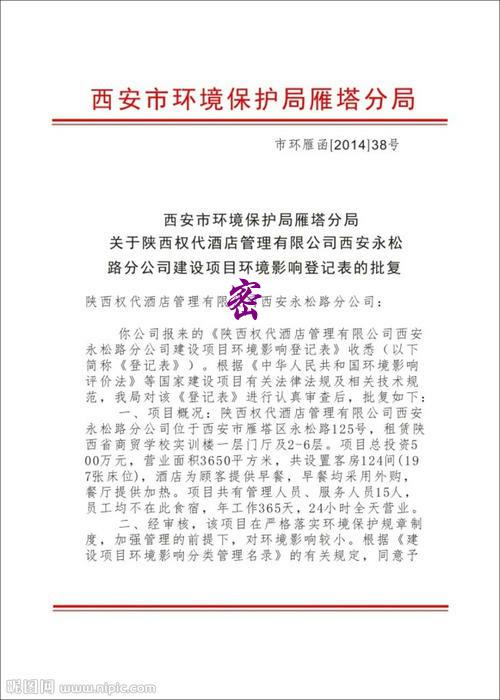 西安市环境保护局雁塔分局
市环雁函[2014]38号
西安市环境保护局雁塔分局
关于陕西权代酒店管理有限公司西安永松
路分公司建设项目环境影响登记表的批复
密
陕西权代酒店管理有限 西安永松路分公司：
你公司报来的《陕西权代酒店管理有限公司西安
永松路分公司建设项目环境影响登记表》收悉（以下
简称《登记表》）。根据《中华人民共和国环境影响
评价法》等国家建设项目有关法律法规及相关技术规
范，我局对该《登记表》进行认真审查后，批复如下：
一、项目概况：陕西权代酒店管理有限公司西安
永松路分公司位于西安市雁塔区永松路125号，租赁陕
西省商贸学校实训楼一层门厅及2-6层。项目总投资5
00万元，营业面积3650平方米，共设置客房124间(19
7张床位)，酒店为顾客提供早餐，早餐均采用外购，
餐厅提供加热。项目共有管理人员、服务人员15人，
员工均不在此食宿，年工作365天，24小时全天营业。
二、经审核，该项目在严格落实环境保护规章制
度，加强管理的前提下，对环境影响较小。根据《建
设项目环境影响分类管理名录》的有关规定，同意予
昵图网 www.nipic.com